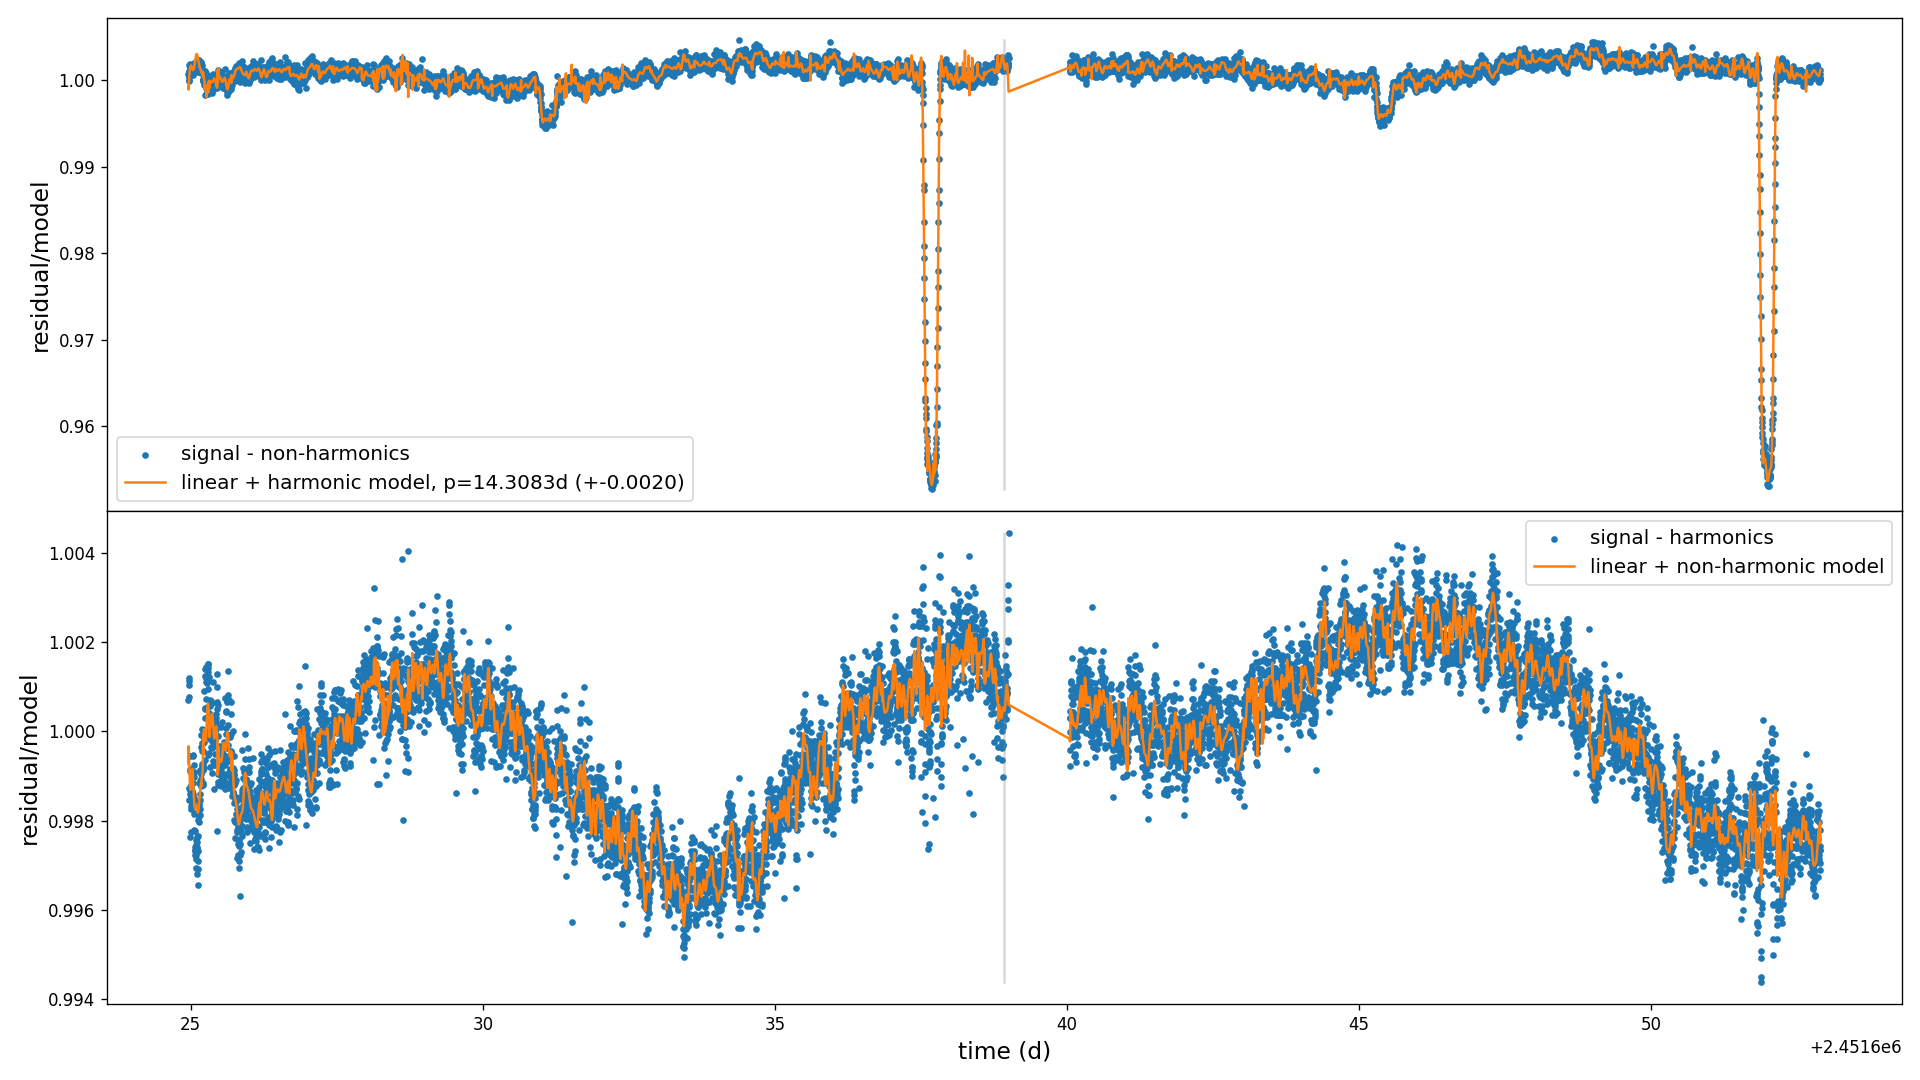 1.00
0.99
0.98
0.97
0.96
residual/model
signal - non-harmonics
linear + harmonic model, p=14.3083d (+-0.0020)
1.004
1.002
1.000
0.998
0.996
0.994
residual/model
signal - harmonics
linear + non-harmonic model
25 30 35 40 45 50
time (d)
+2.4516e6